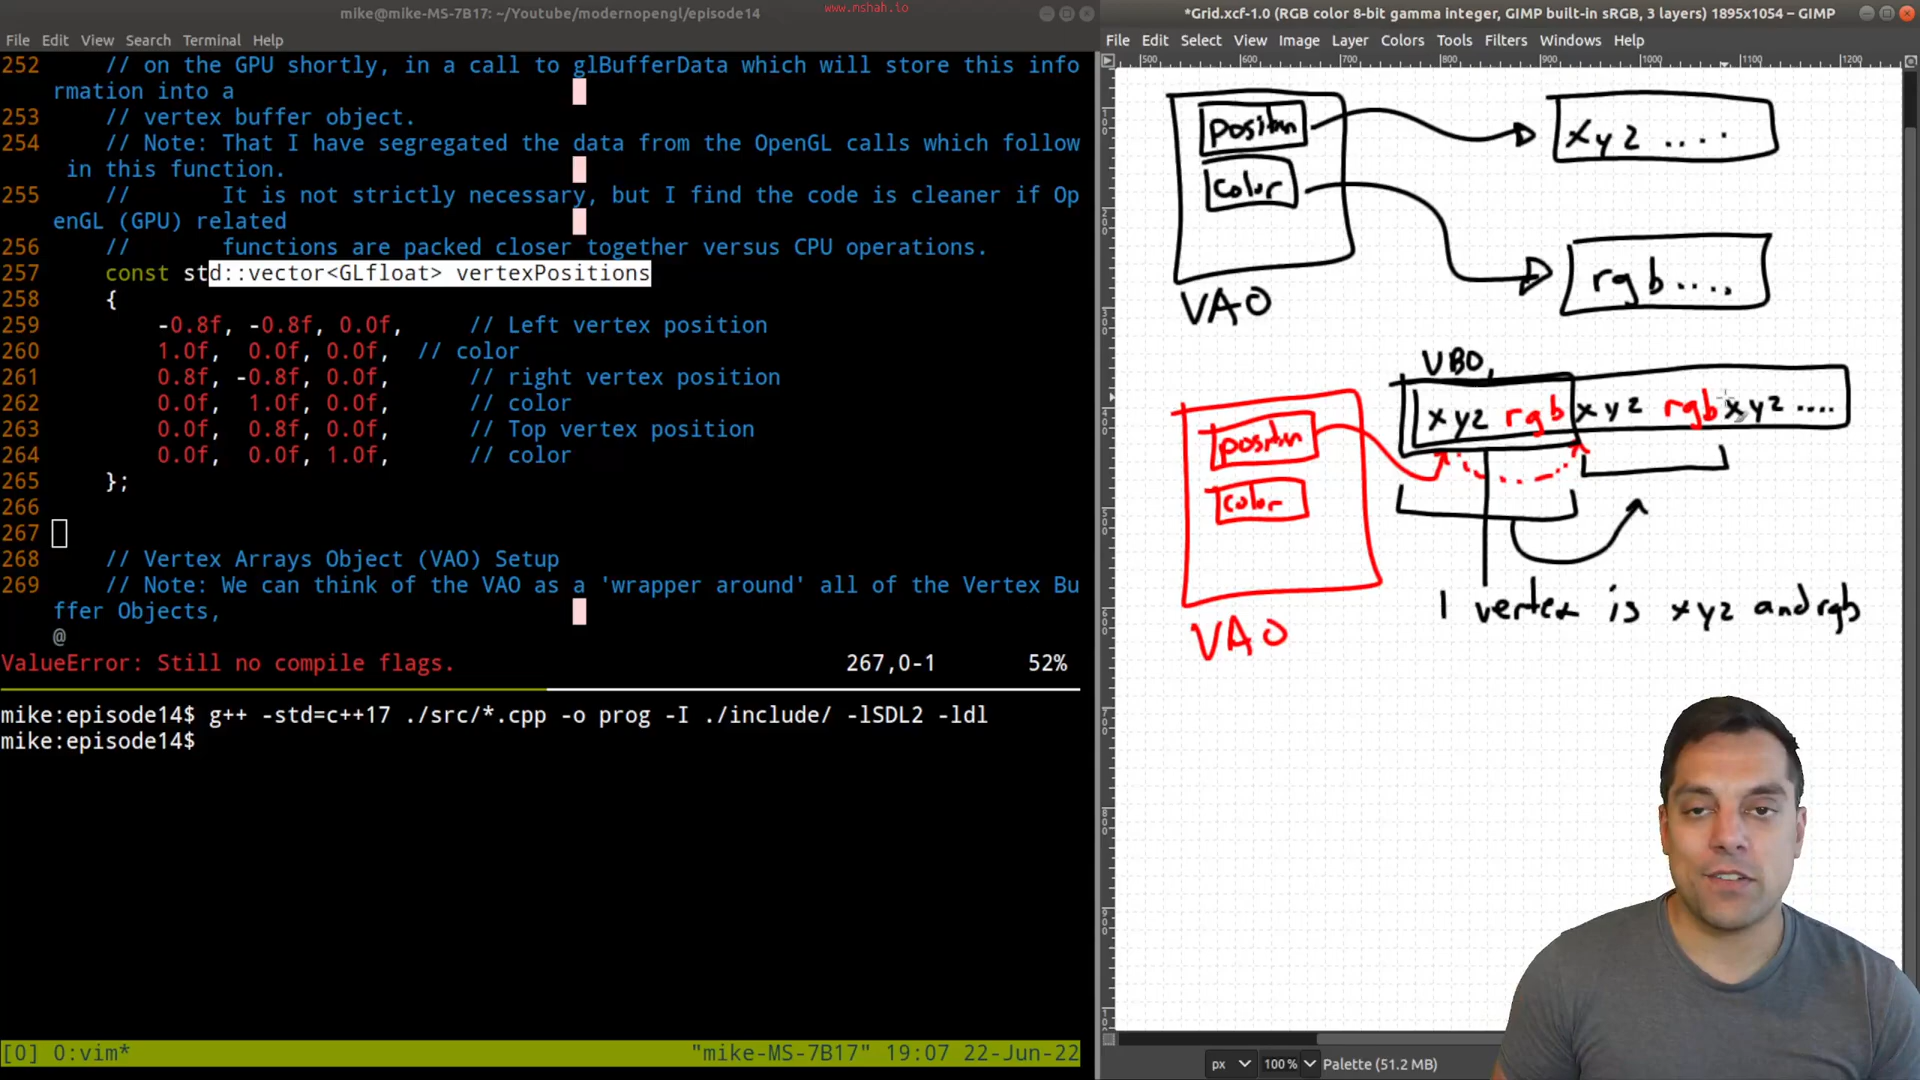 mike@mike-MS-7B17: ~/Youtube/modernopengl/episode14
www.mshah.io
File Edit View Search Terminal Help
252 // on the GPU shortly, in a call to glBufferData which will store this info
rmation into a
253 // vertex buffer object.
254 // Note: That I have segregated the data from the OpenGL calls which follow
in this function.
255 // It is not strictly necessary, but I find the code is cleaner if Op
enGL (GPU) related
256 // functions are packed closer together versus CPU operations.
257 const std::vector<GLfloat> vertexPositions
258 {
259 -0.8f, -0.8f, 0.0f, // Left vertex position
260 1.0f, 0.0f, 0.0f, // color
261 0.8f, -0.8f, 0.0f, // right vertex position
262 0.0f, 1.0f, 0.0f, // color
263 0.0f, 0.8f, 0.0f, // Top vertex position
264 0.0f, 0.0f, 1.0f, // color
265 };
266
267
268 // Vertex Arrays Object (VAO) Setup
269 // Note: We can think of the VAO as a 'wrapper around' all of the Vertex Bu
ffer Objects,
@
ValueError: Still no compile flags. 267,0-1 52%
mike:episode14$ g++ -std=c++17 ./src/*.cpp -o prog -I ./include/ -lSDL2 -ldl
mike:episode14$
[0] 0:vim* "mike-MS-7B17" 19:07 22-Jun-22
*Grid.xcf-1.0 (RGB color 8-bit gamma integer, GIMP built-in sRGB, 3 layers) 1895x1054 – GIMP
File Edit Select View Image Layer Colors Tools Filters Windows Help
500 600 700 800 900 1000 1100 1200
position
xyz ....
color
rgb ....
VAO
VBO
xyz rgb xyz rgb xyz ....
position
color
1 vertex is xyz and rgb
VAO
px 100% Palette (51.2 MB)